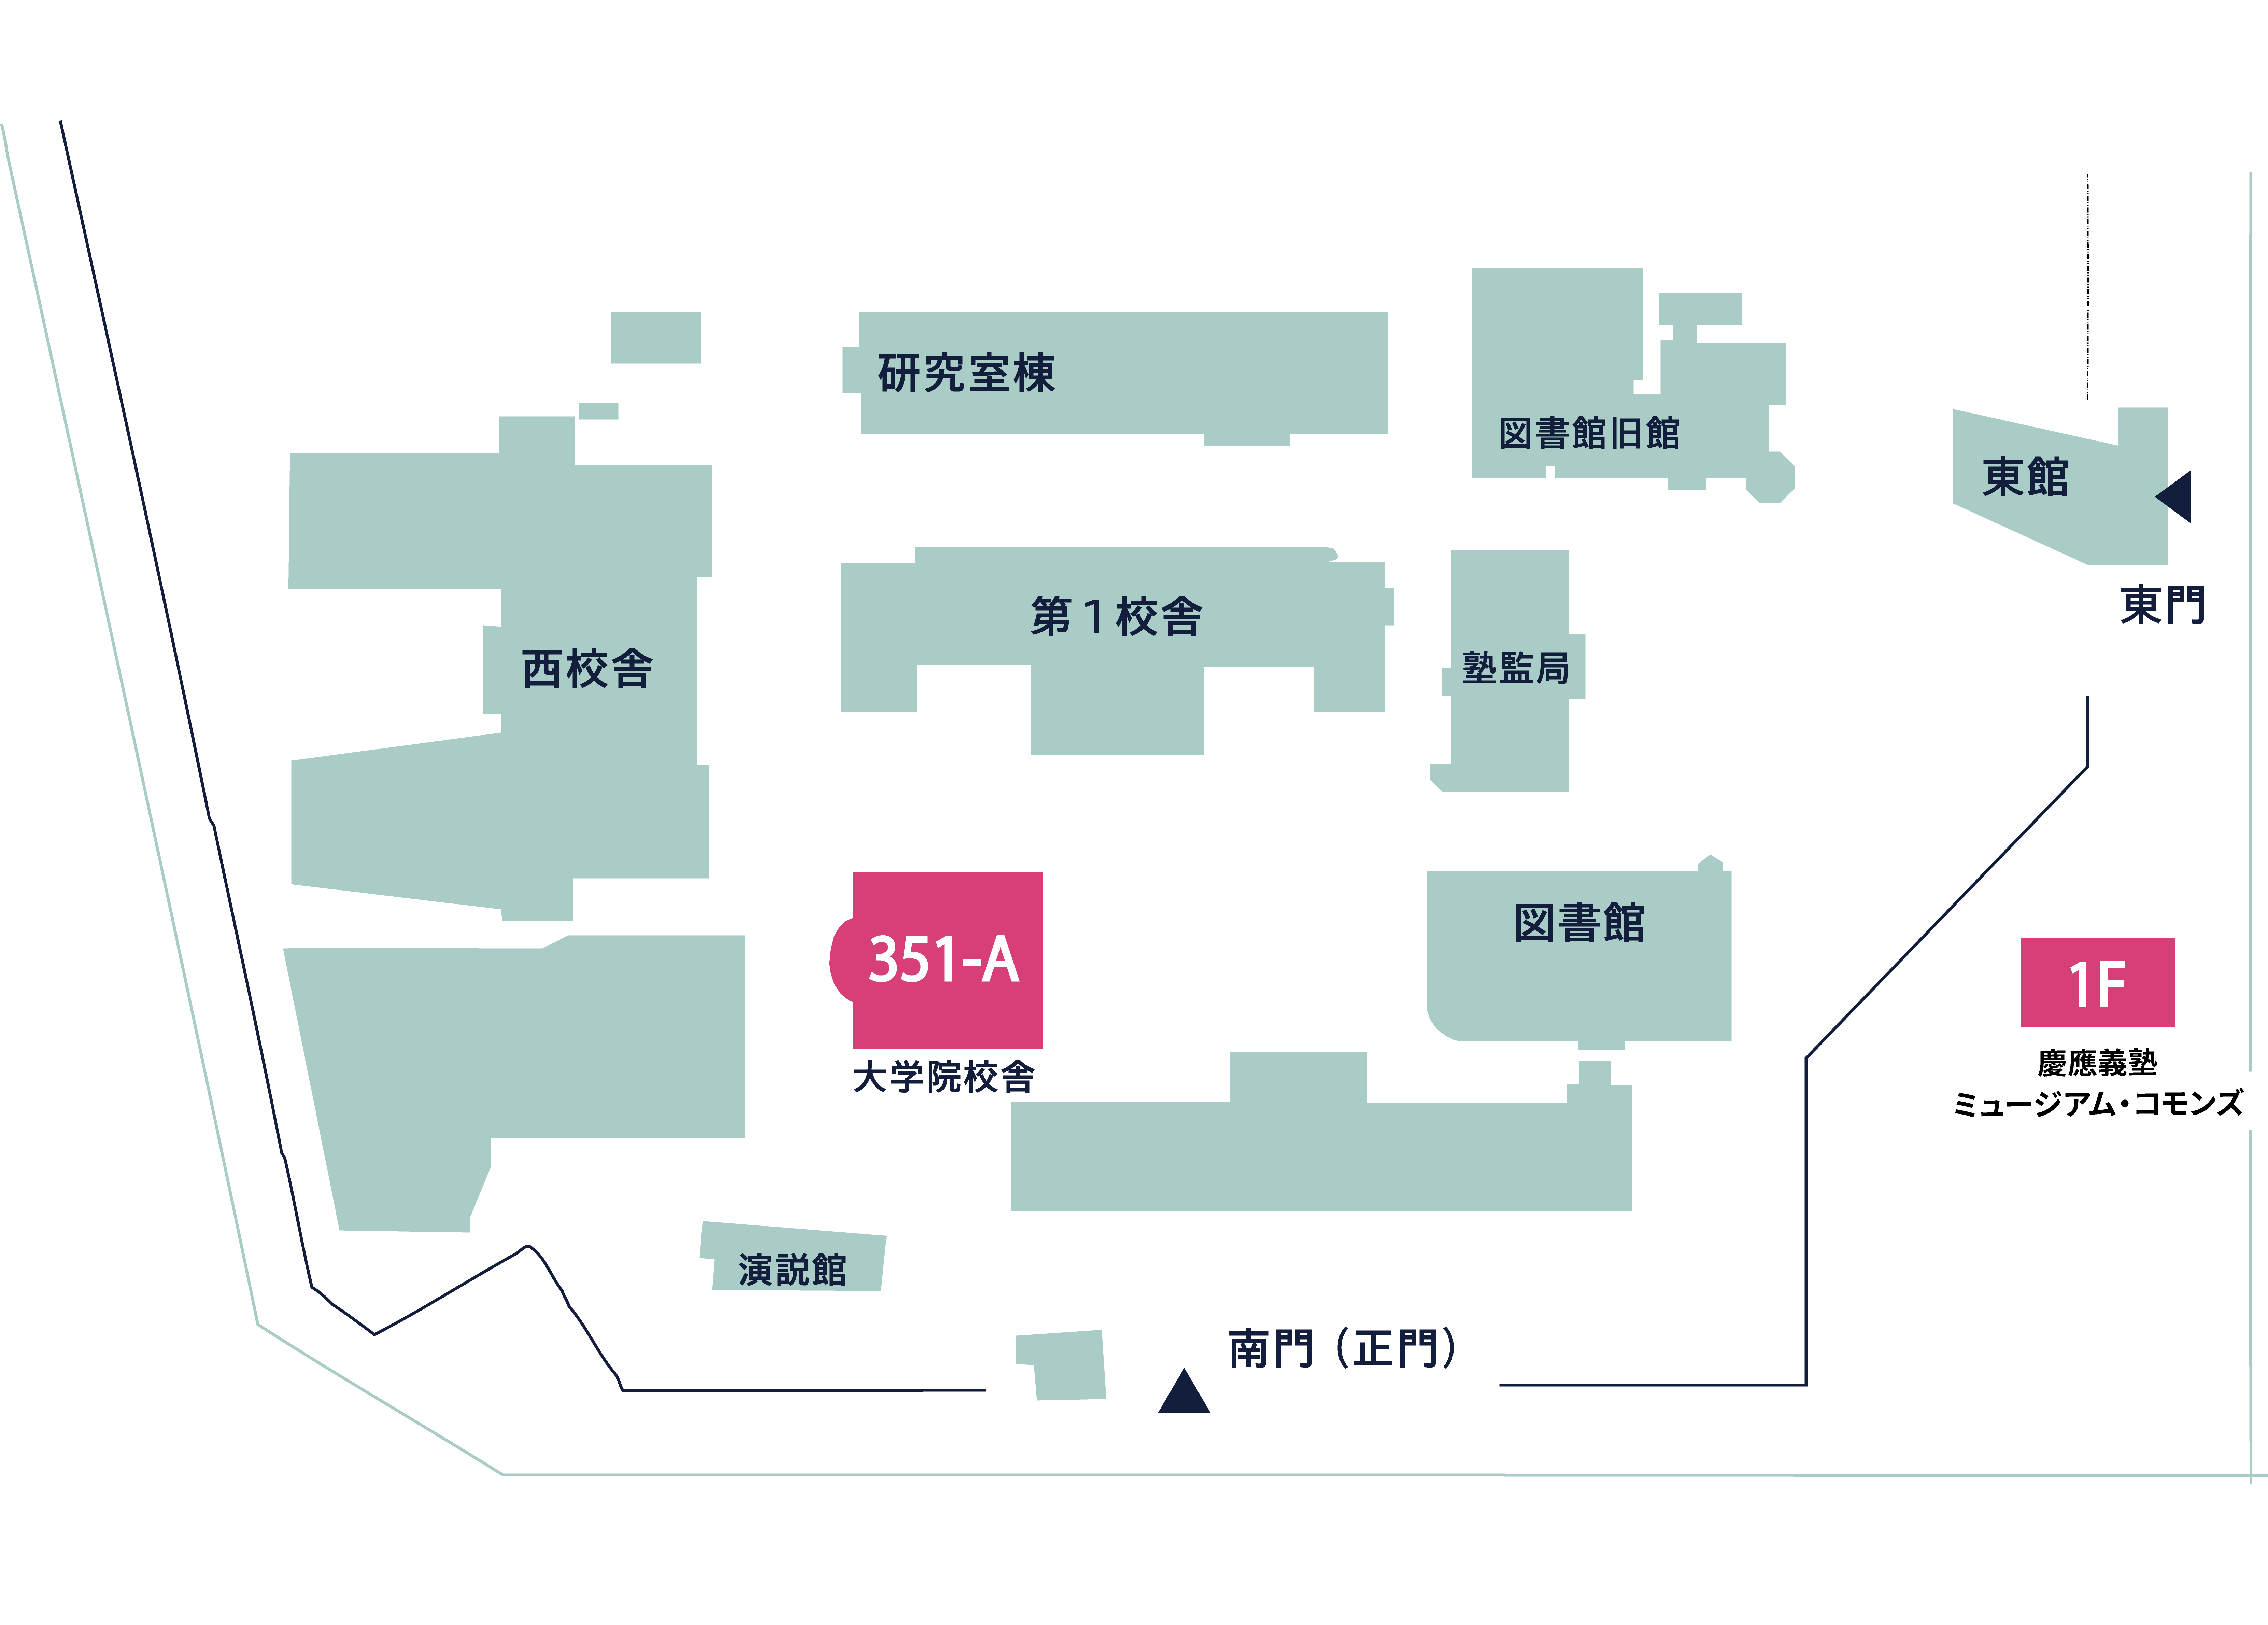 研究室棟
図書館旧館
東館
東門
第1校舎
西校舎
塾監局
351-A
大学院校舎
図書館
1F
慶應義塾
ミュージアム・コモンズ
演説館
南門（正門）